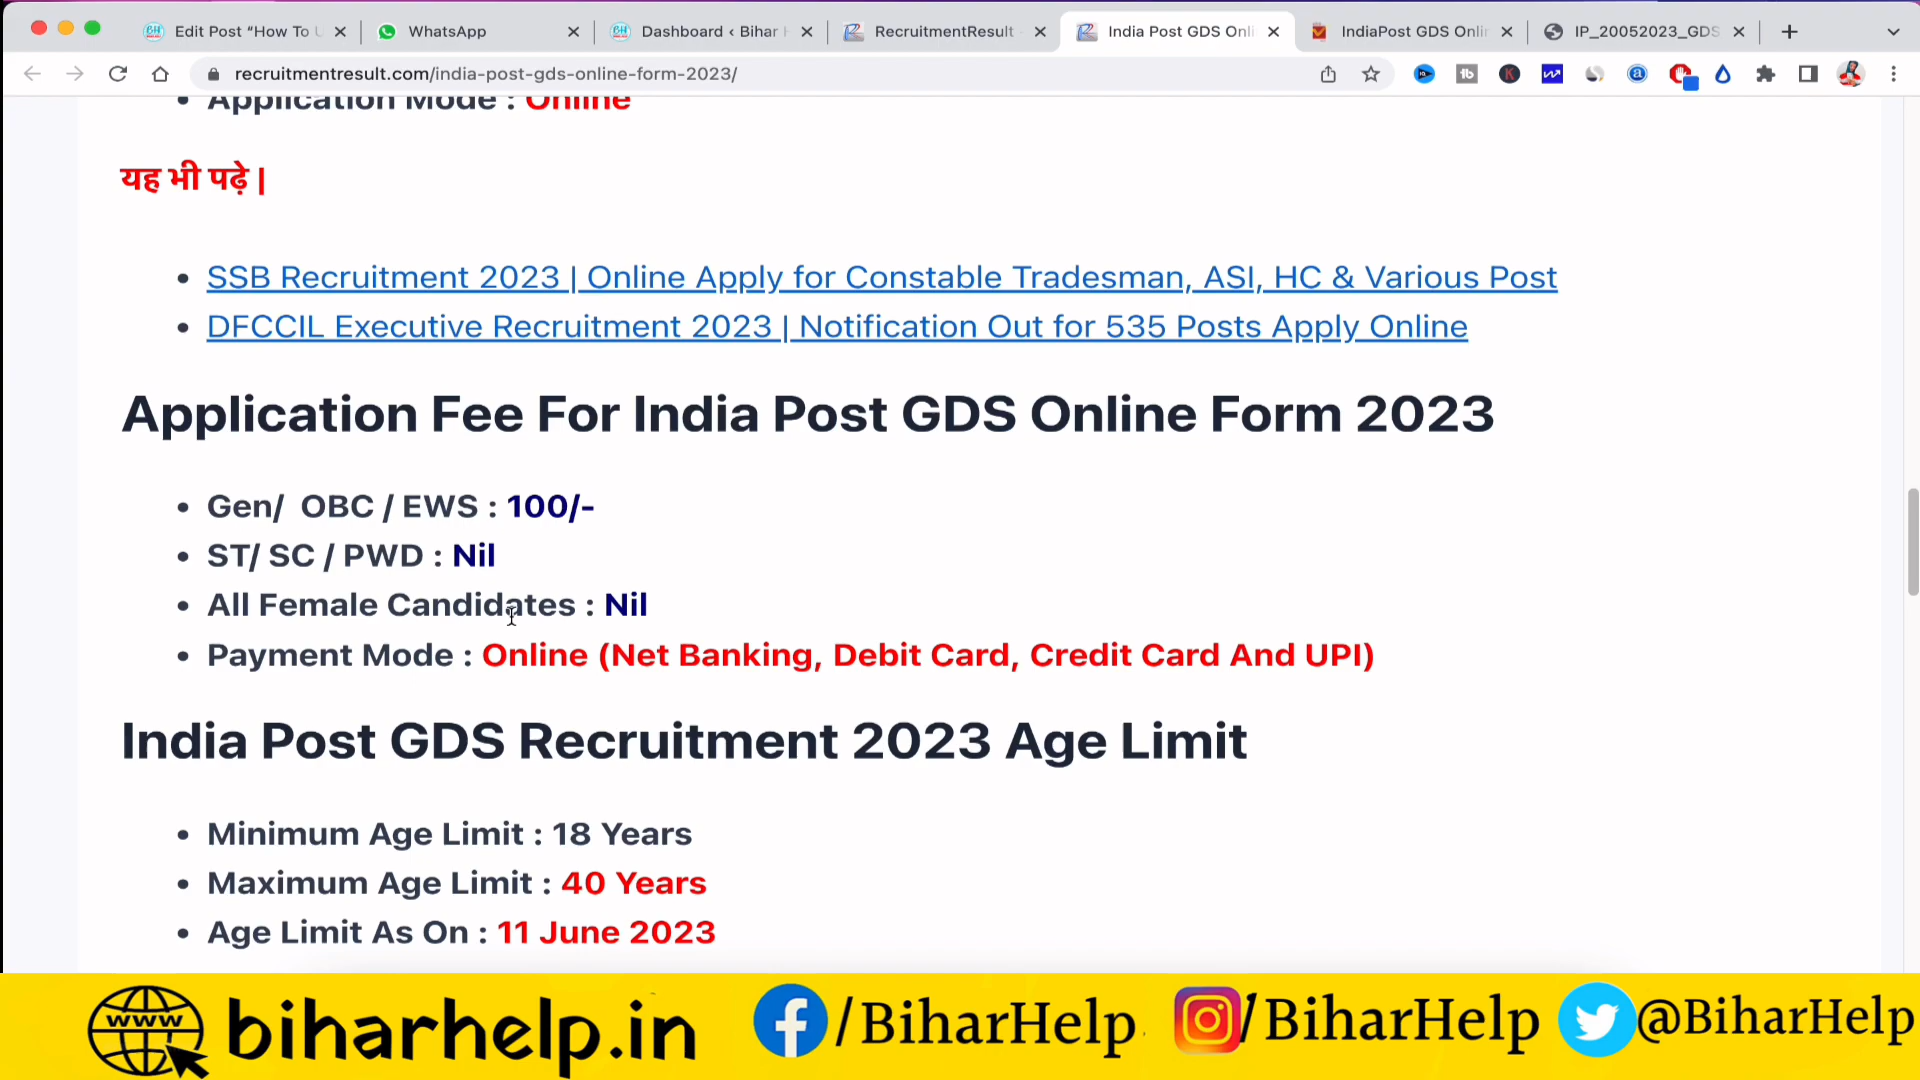 Edit Post “How To U
WhatsApp
Dashboard ‹ Bihar H
RecruitmentResult -
India Post GDS Onli
IndiaPost GDS Onlin
IP_20052023_GDS
recruitmentresult.com/india-post-gds-online-form-2023/
Application Mode : Online
यह भी पढ़े |
SSB Recruitment 2023 | Online Apply for Constable Tradesman, ASI, HC & Various Post
DFCCIL Executive Recruitment 2023 | Notification Out for 535 Posts Apply Online
Application Fee For India Post GDS Online Form 2023
Gen/ OBC / EWS : 100/-
ST/ SC / PWD : Nil
All Female Candidates : Nil
Payment Mode : Online (Net Banking, Debit Card, Credit Card And UPI)
India Post GDS Recruitment 2023 Age Limit
Minimum Age Limit : 18 Years
Maximum Age Limit : 40 Years
Age Limit As On : 11 June 2023
www biharhelp.in /BiharHelp /BiharHelp @BiharHelp